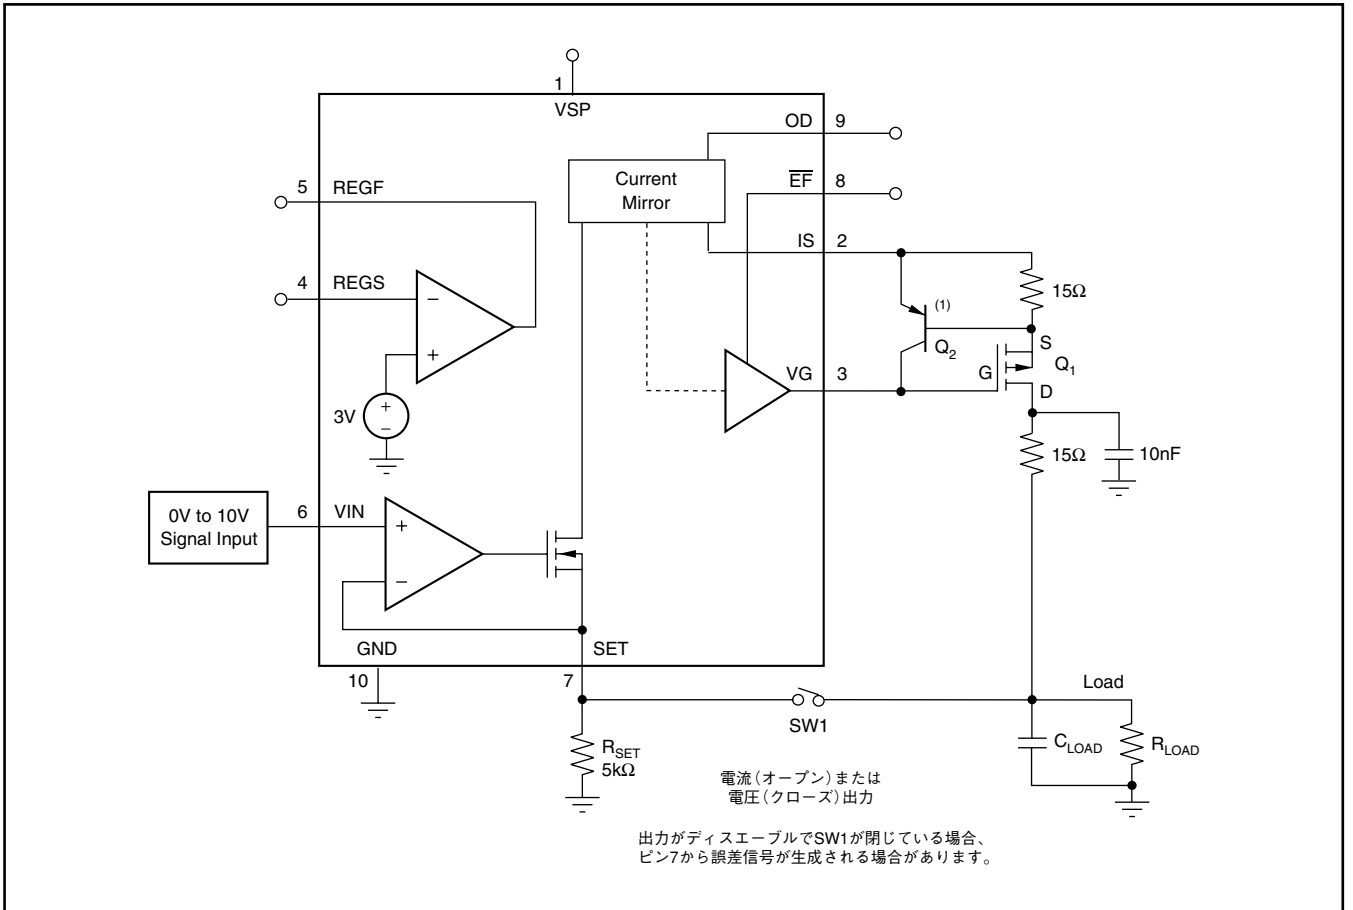 1
VSP
OD 9
EF 8
Current
Mirror
5 REGF
IS 2
4 REGS
15Ω
(1)
Q2
S
Q1
G
D
VG 3
3V
15Ω
10nF
0V to 10V
Signal Input
6 VIN
GND
SET
10
7
Load
SW1
RSET
5kΩ
CLOAD
RLOAD
電流(オープン)または
電圧(クローズ)出力
出力がディスエーブルでSW1が閉じている場合、
ピン7から誤差信号が生成される場合があります。